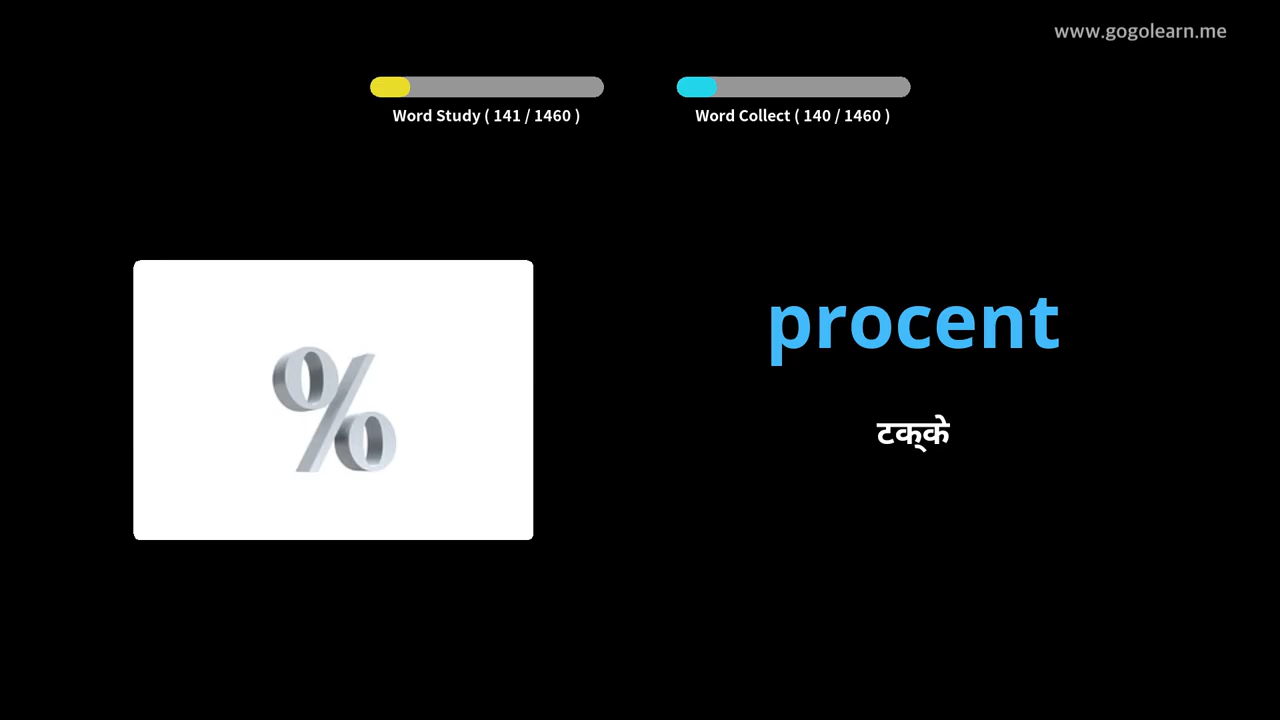 www.gogolearn.me
Word Study ( 141 / 1460 )
Word Collect ( 140 / 1460 )
%
procent
टक्के